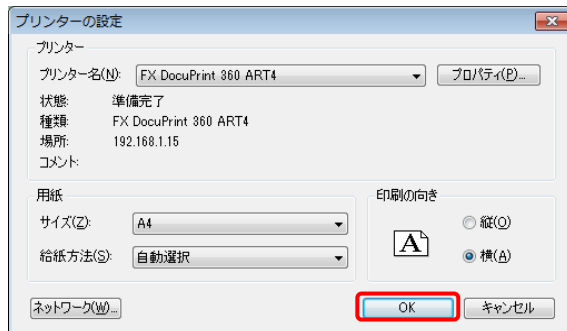 プリンターの設定
プリンター
プリンター名(N): FX DocuPrint 360 ART4 プロパティ(P)...
状態: 準備完了
種類: FX DocuPrint 360 ART4
場所: 192.168.1.15
コメント:
用紙
サイズ(Z): A4
給紙方法(S): 自動選択
印刷の向き
A
縦(O)
横(A)
ネットワーク(W)... OK キャンセル